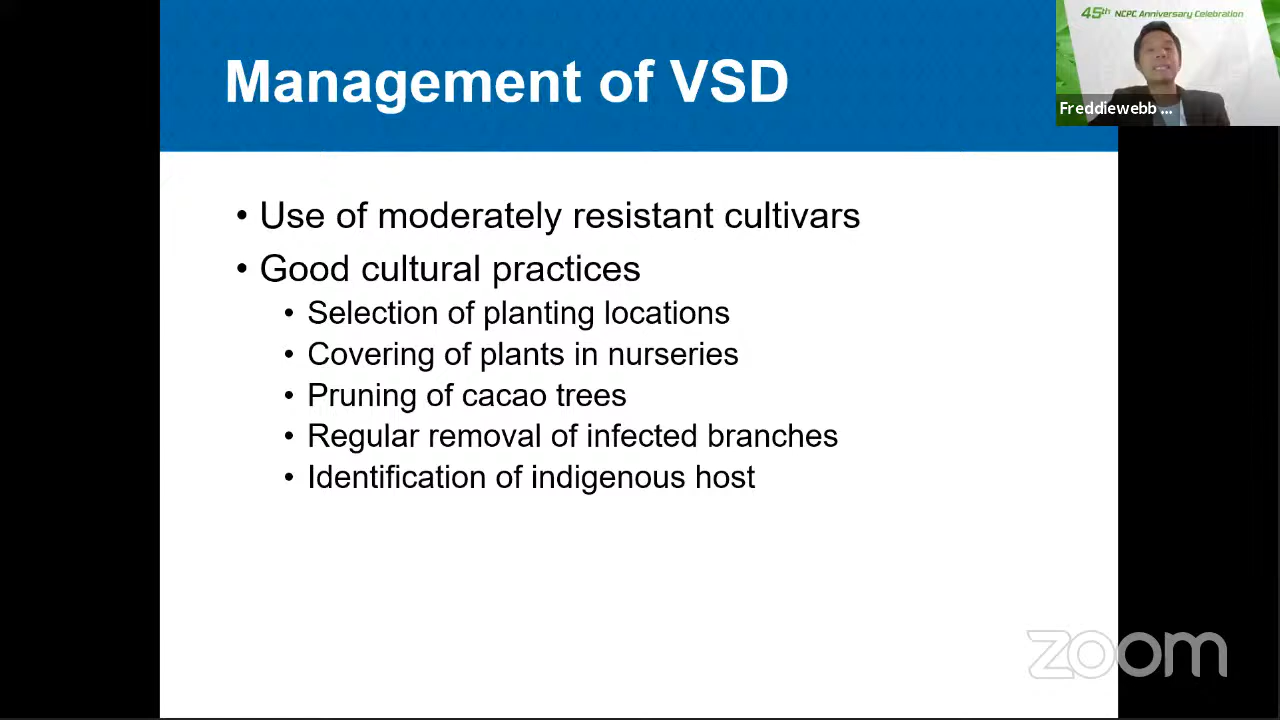 45th NCPC Anniversary Celebration
Freddiewebb ...
Management of VSD
• Use of moderately resistant cultivars
• Good cultural practices
• Selection of planting locations
• Covering of plants in nurseries
• Pruning of cacao trees
• Regular removal of infected branches
• Identification of indigenous host
zoom